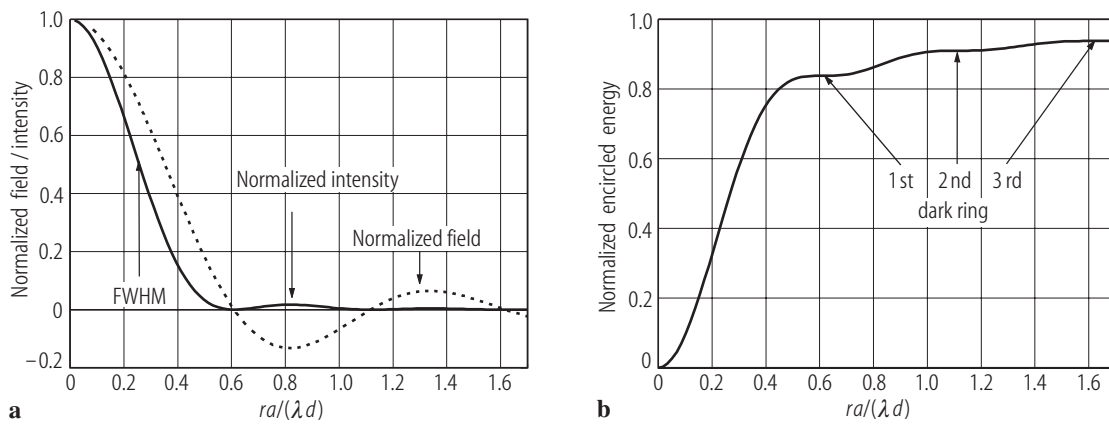 Normalized field / intensity
1.0
0.8
0.6
0.4
0.2
0
−0.2
Normalized intensity
Normalized field
FWHM
0 0.2 0.4 0.6 0.8 1.0 1.2 1.4 1.6
ra/(λd)
a
Normalized encircled energy
1.0
0.8
0.6
0.4
0.2
0
1st 2nd 3rd
dark ring
0 0.2 0.4 0.6 0.8 1.0 1.2 1.4 1.6
ra/(λd)
b